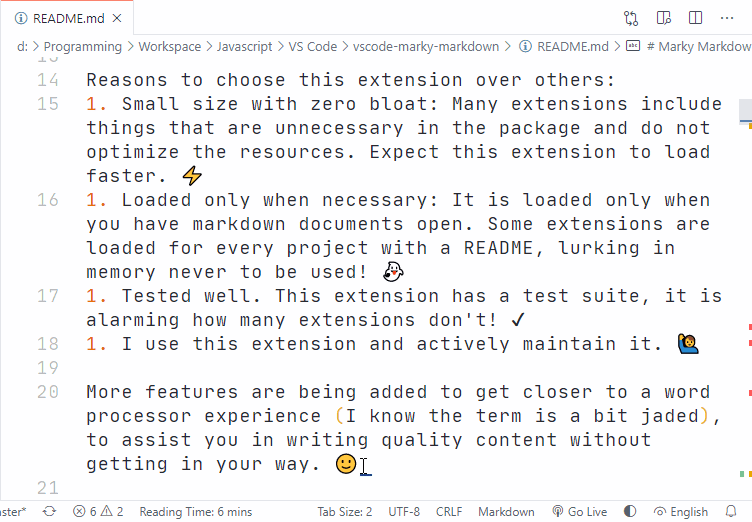 README.md
d: > Programming > Workspace > Javascript > VS Code > vscode-marky-markdown > README.md > abc # Marky Markdow
14 Reasons to choose this extension over others:
15 1. Small size with zero bloat: Many extensions include
things that are unnecessary in the package and do not
optimize the resources. Expect this extension to load
faster. ⚡
16 1. Loaded only when necessary: It is loaded only when
you have markdown documents open. Some extensions are
loaded for every project with a README, lurking in
memory never to be used! 👻
17 1. Tested well. This extension has a test suite, it is
alarming how many extensions don't! ✓
18 1. I use this extension and actively maintain it. 🙋
19
20 More features are being added to get closer to a word
processor experience (I know the term is a bit jaded),
to assist you in writing quality content without
getting in your way. 🙂
21
aster* 6 2 Reading Time: 6 mins Tab Size: 2 UTF-8 CRLF Markdown Go Live English